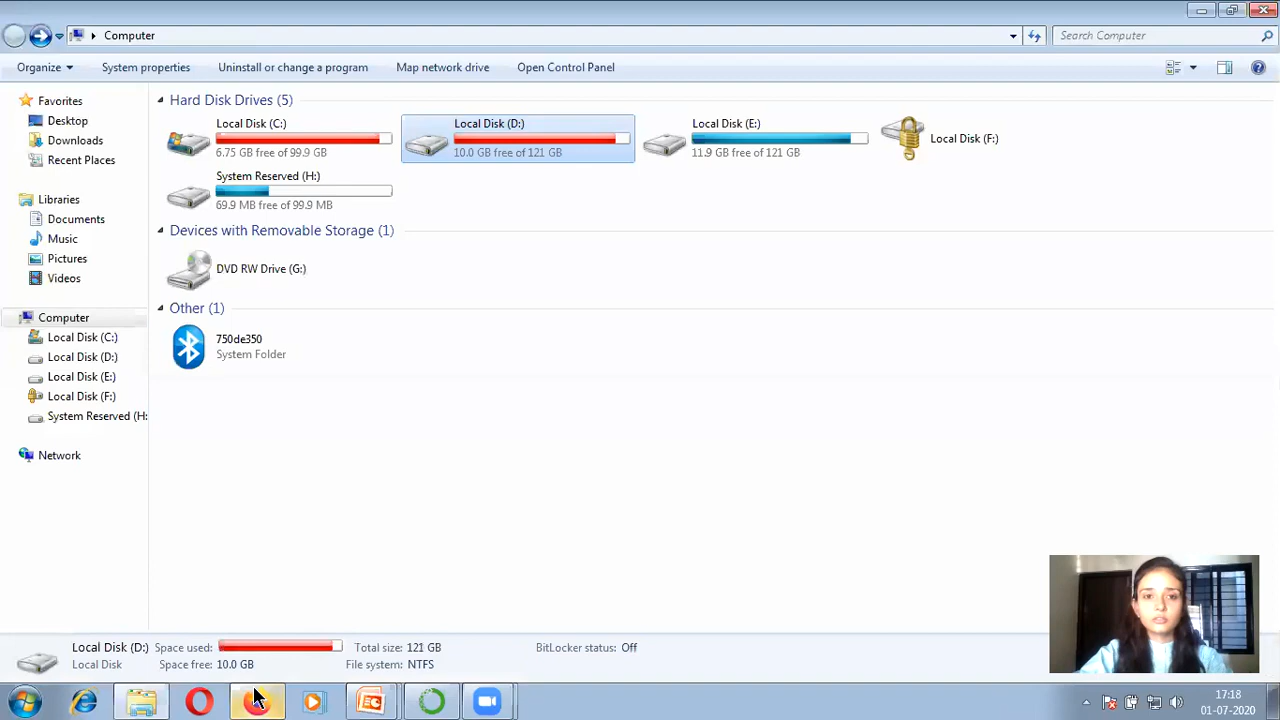 Computer
Search Computer
Organize
System properties
Uninstall or change a program
Map network drive
Open Control Panel
Favorites
Desktop
Downloads
Recent Places
Libraries
Documents
Music
Pictures
Videos
Computer
Local Disk (C:)
Local Disk (D:)
Local Disk (E:)
Local Disk (F:)
System Reserved (H:
Network
Hard Disk Drives (5)
Local Disk (C:)
6.75 GB free of 99.9 GB
Local Disk (D:)
10.0 GB free of 121 GB
Local Disk (E:)
11.9 GB free of 121 GB
Local Disk (F:)
System Reserved (H:)
69.9 MB free of 99.9 MB
Devices with Removable Storage (1)
DVD RW Drive (G:)
Other (1)
750de350
System Folder
Local Disk (D:) Space used: Total size: 121 GB BitLocker status: Off
Local Disk Space free: 10.0 GB File system: NTFS
17:18
01-07-2020